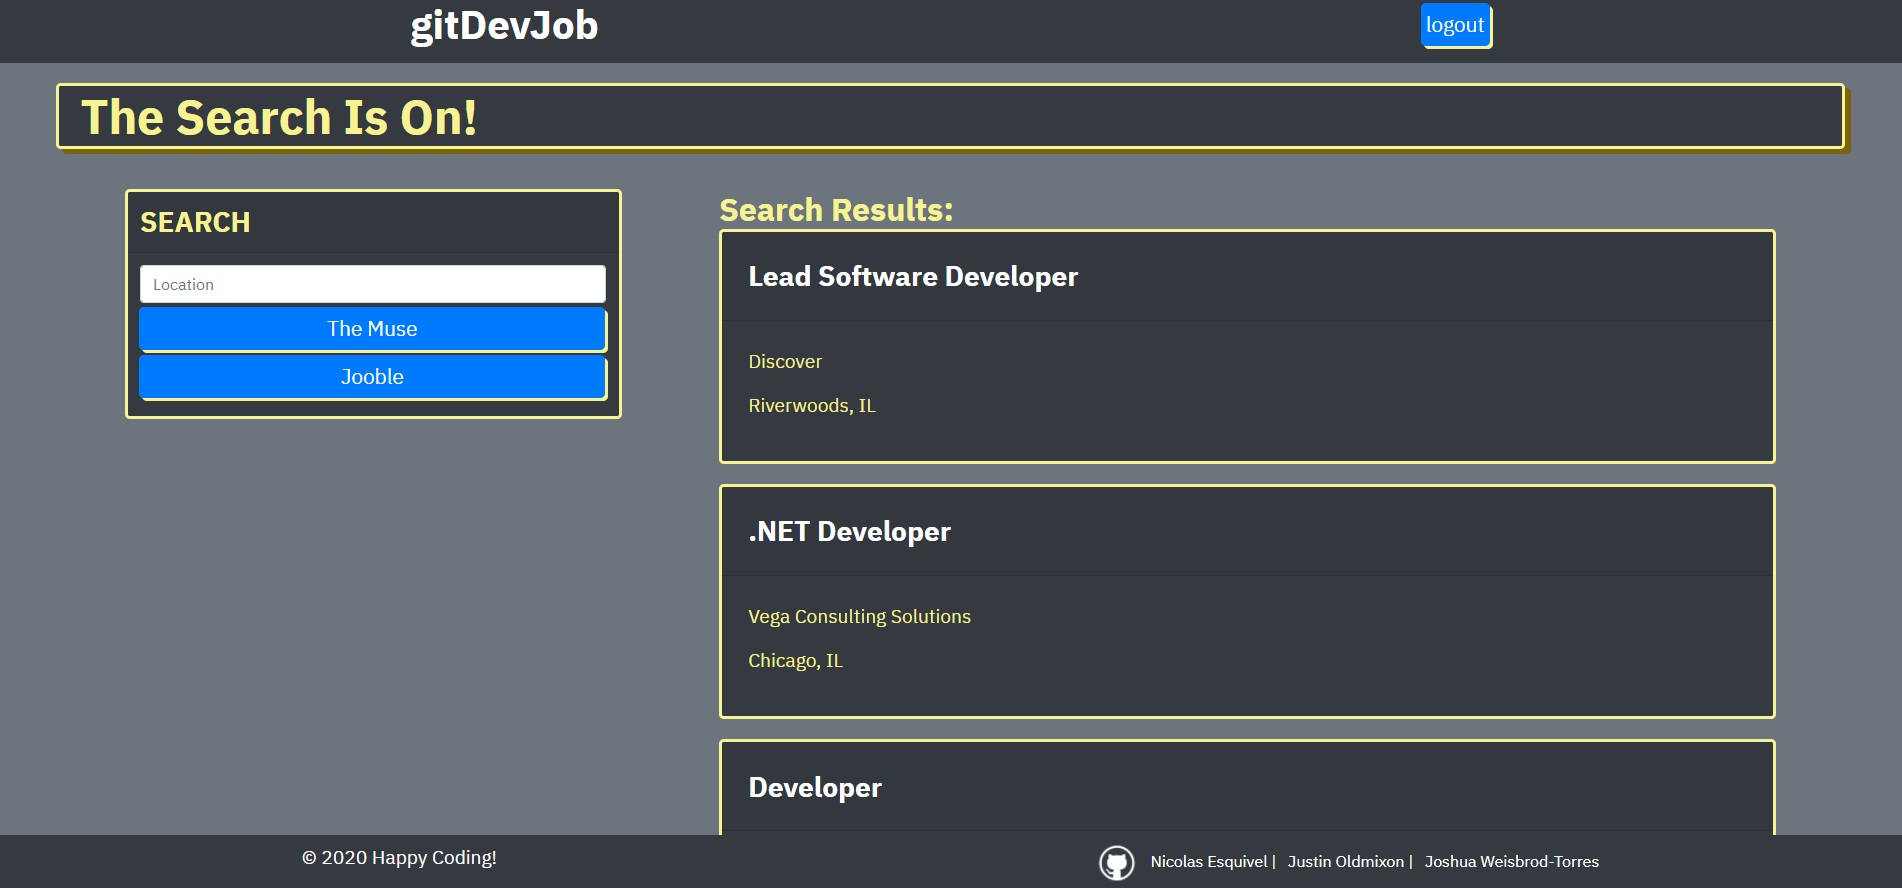 gitDevJob
logout
The Search Is On!
SEARCH
Location
The Muse
Jooble
Search Results:
Lead Software Developer
Discover
Riverwoods, IL
.NET Developer
Vega Consulting Solutions
Chicago, IL
Developer
© 2020 Happy Coding!
Nicolas Esquivel | Justin Oldmixon | Joshua Weisbrod-Torres